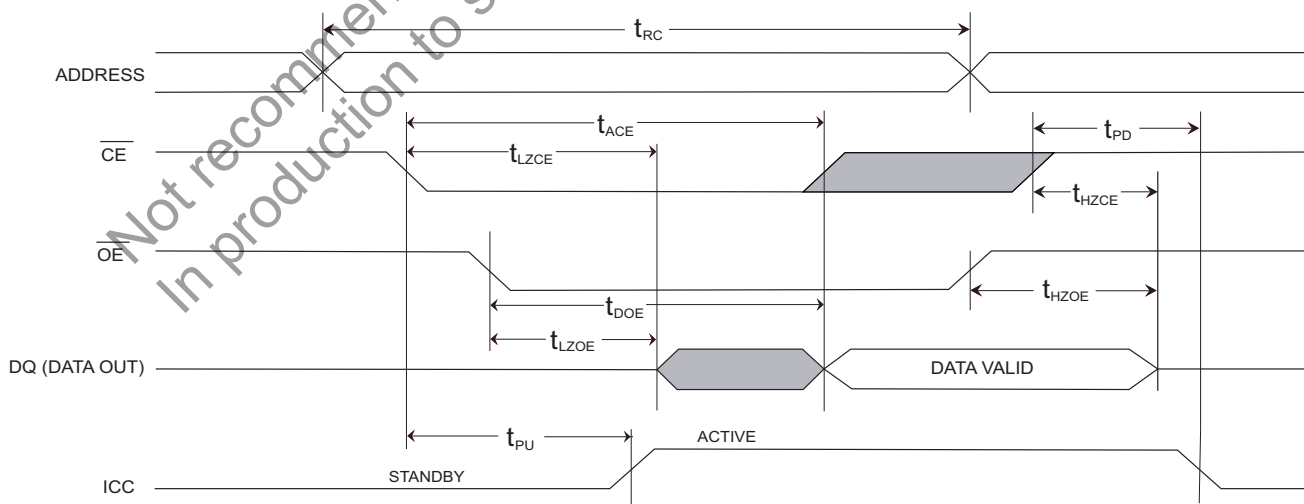 Not recommen
In production to s
tRC
ADDRESS
tACE
tPD
CE
tLZCE
tHZCE
OE
tHZOE
tDOE
tLZOE
DQ (DATA OUT)
DATA VALID
tPU
ACTIVE
STANDBY
ICC